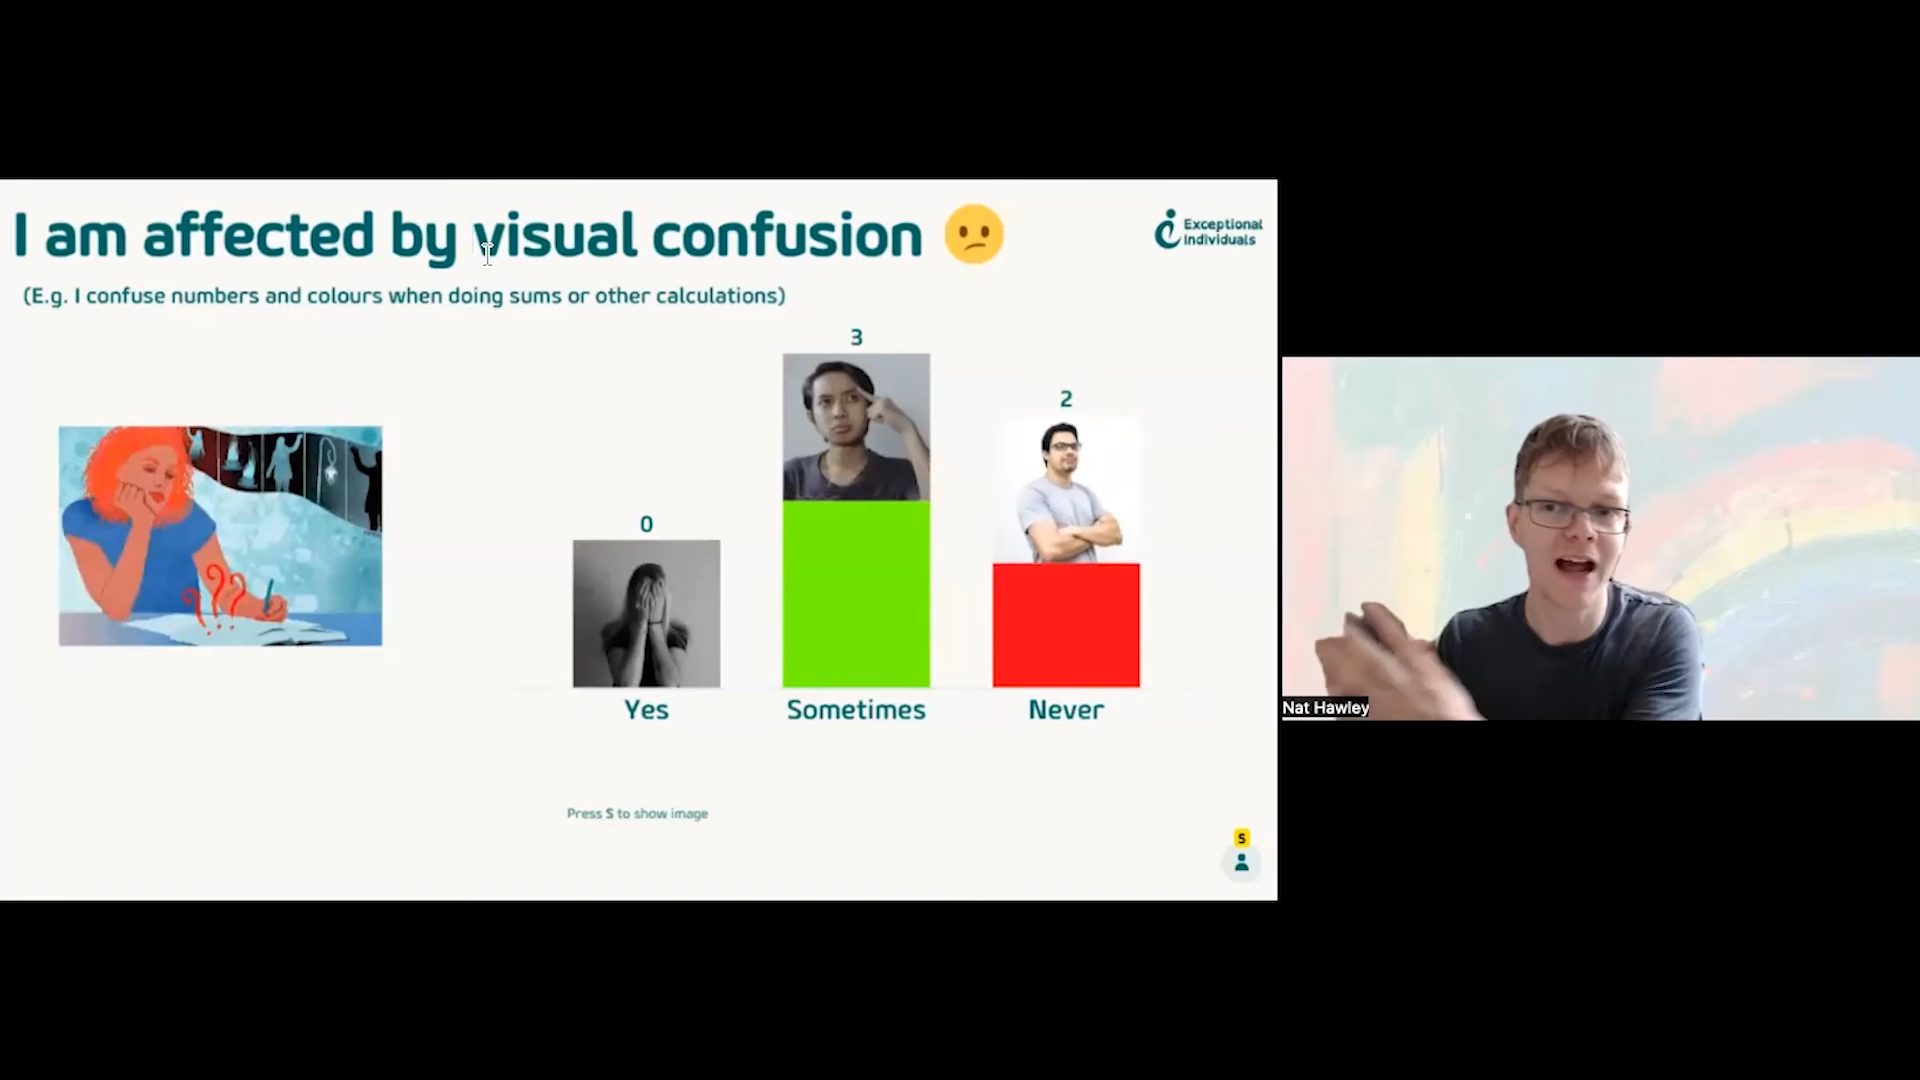 I am affected by visual confusion
Exceptional
Individuals
(E.g. I confuse numbers and colours when doing sums or other calculations)
3
2
0
???
Yes
Sometimes
Never
Nat Hawley
Press S to show image
5